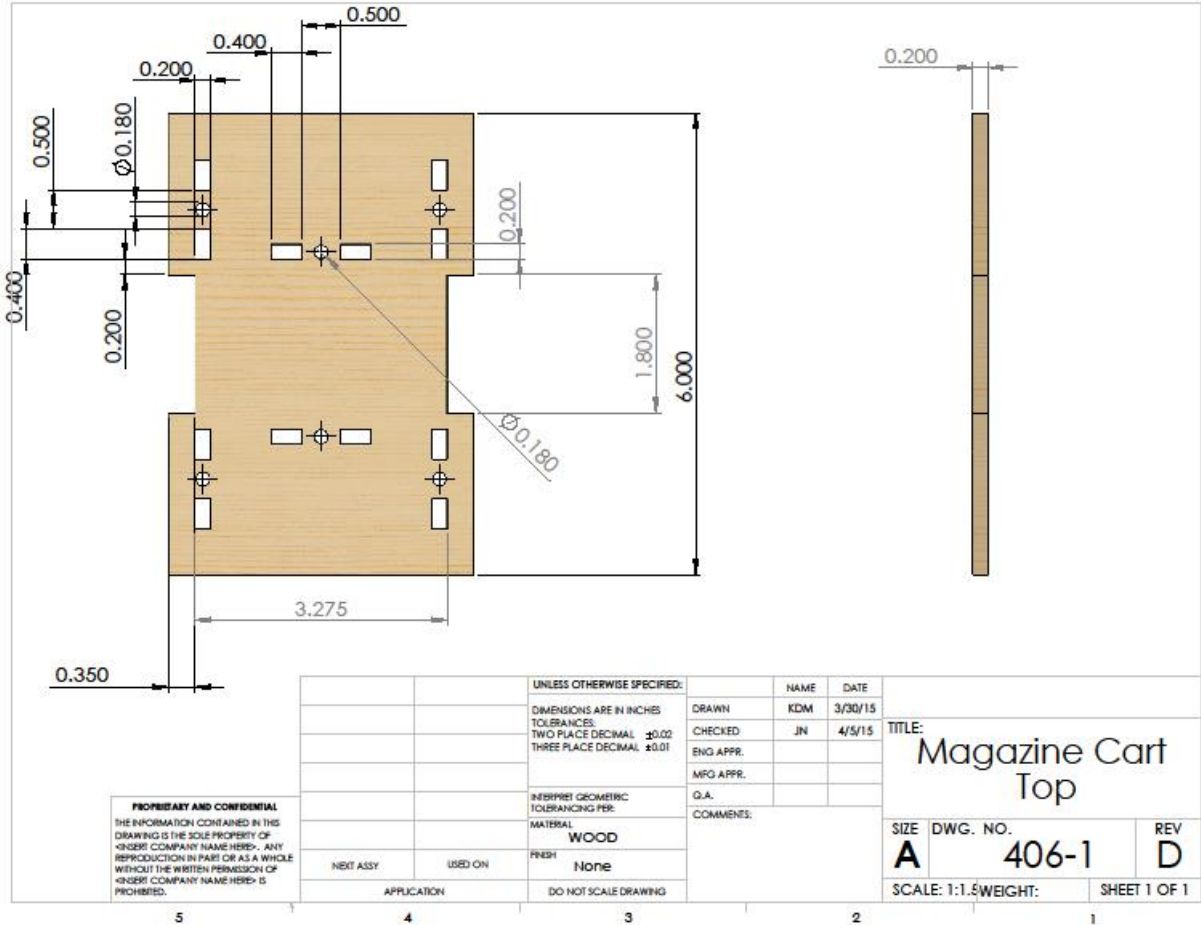 0.500
0.400
0.200
0.200
0.500
Ø0.180
0.200
0.400
0.200
1.800
6.000
Ø0.180
3.275
0.350
UNLESS OTHERWISE SPECIFIED:
DIMENSIONS ARE IN INCHES
TOLERANCES:
TWO PLACE DECIMAL ±0.02
THREE PLACE DECIMAL ±0.01
INTERPRET GEOMETRIC
TOLERANCING PER:
MATERIAL
WOOD
FINISH
None
DO NOT SCALE DRAWING
NAME DATE
DRAWN KDM 3/30/15
CHECKED JN 4/5/15
ENG APPR.
MFG APPR.
Q.A.
COMMENTS:
TITLE:
Magazine Cart
Top
SIZE DWG. NO. REV
A 406-1 D
SCALE: 1:1.5 WEIGHT: SHEET 1 OF 1
PROPRIETARY AND CONFIDENTIAL
THE INFORMATION CONTAINED IN THIS
DRAWING IS THE SOLE PROPERTY OF
<INSERT COMPANY NAME HERE>. ANY
REPRODUCTION IN PART OR AS A WHOLE
WITHOUT THE WRITTEN PERMISSION OF
<INSERT COMPANY NAME HERE> IS
PROHIBITED.
NEXT ASSY USED ON
APPLICATION
5 4 3 2 1